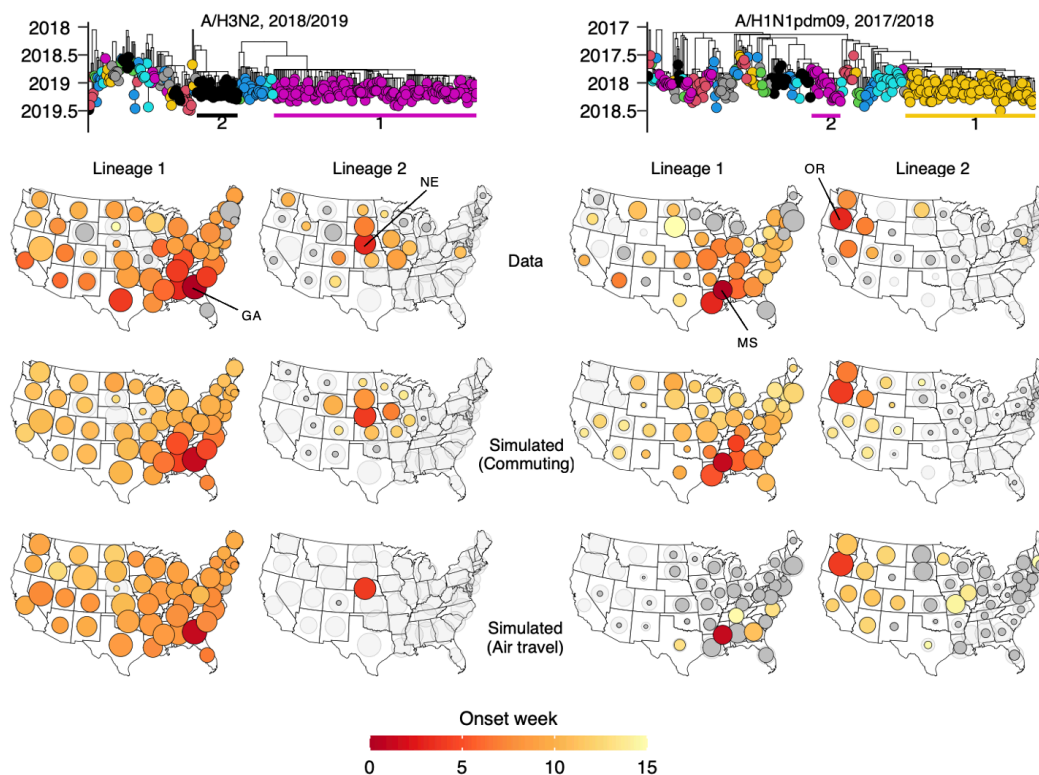 A/H3N2, 2018/2019
2018
2018.5
2019
2019.5
2
1
A/H1N1pdm09, 2017/2018
2017
2017.5
2018
2018.5
2
1
Lineage 1
Lineage 2
Lineage 1
Lineage 2
NE
OR
Data
GA
MS
Simulated
(Commuting)
Simulated
(Air travel)
Onset week
0
5
10
15